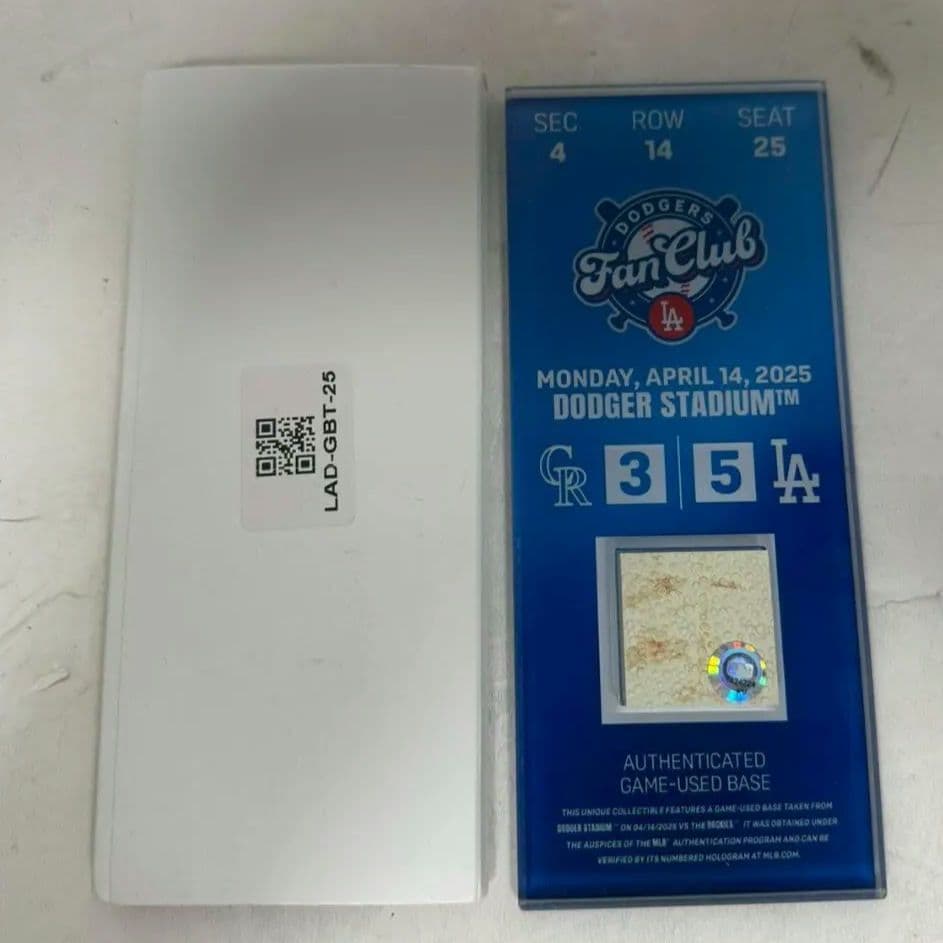 LAD-GBT-25
SEC ROW SEAT
4 14 25
DODGERS
Fan Club
LA
MONDAY, APRIL 14, 2025
DODGER STADIUM™
CR 3 5 LA
AUTHENTICATED
GAME-USED BASE
THIS UNIQUE COLLECTIBLE FEATURES A GAME-USED BASE TAKEN FROM
DODGER STADIUM™ ON 04/14/2025 VS THE ROCKIES™ IT WAS OBTAINED UNDER
THE AUSPICES OF THE MLB™ AUTHENTICATION PROGRAM AND CAN BE
VERIFIED BY ITS NUMBERED HOLOGRAM AT MLB.COM.